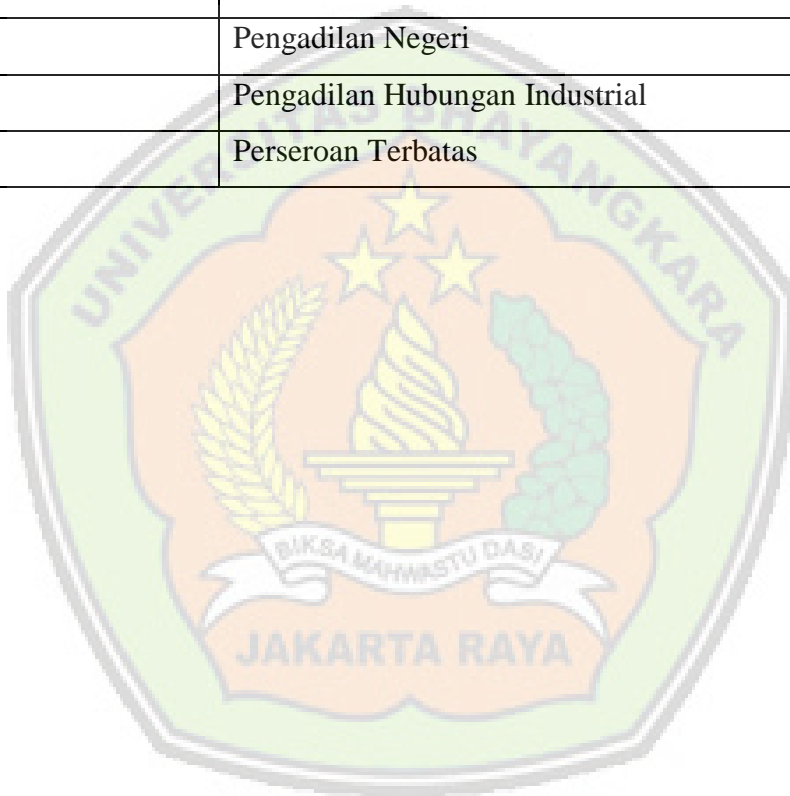 Pengadilan Negeri
Pengadilan Hubungan Industrial
Perseroan Terbatas
UNIVERSITAS BHAYANGKARA
BIKSA MAHWASTU DASI
JAKARTA RAYA